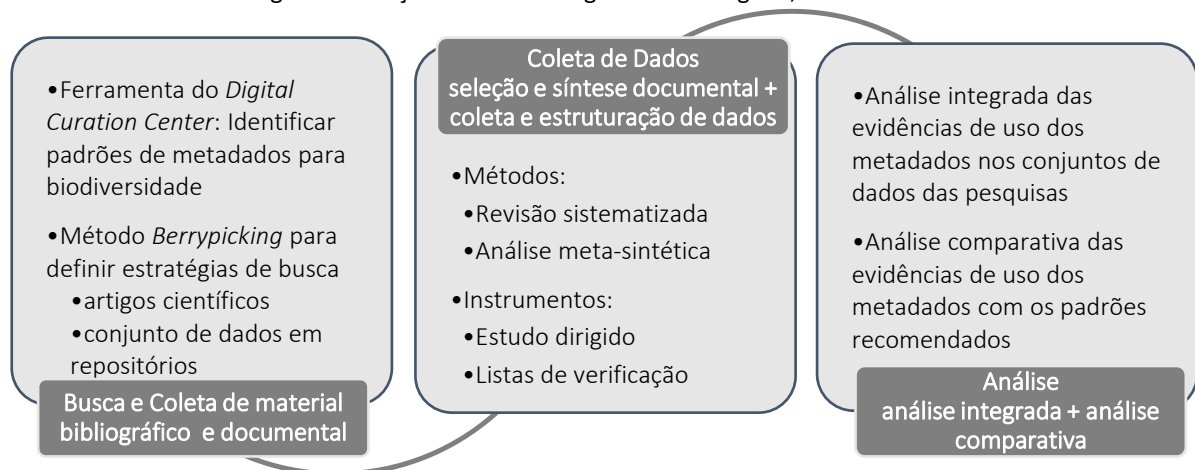 •Ferramenta do Digital
Curation Center: Identificar
padrões de metadados para
biodiversidade
•Método Berrypicking para
definir estratégias de busca
•artigos científicos
•conjunto de dados em
repositórios
Busca e Coleta de material
bibliográfico e documental
Coleta de Dados
seleção e síntese documental +
coleta e estruturação de dados
•Métodos:
•Revisão sistematizada
•Análise meta-sintética
•Instrumentos:
•Estudo dirigido
•Listas de verificação
•Análise integrada das
evidências de uso dos
metadados nos conjuntos de
dados das pesquisas
•Análise comparativa das
evidências de uso dos
metadados com os padrões
recomendados
Análise
análise integrada + análise
comparativa